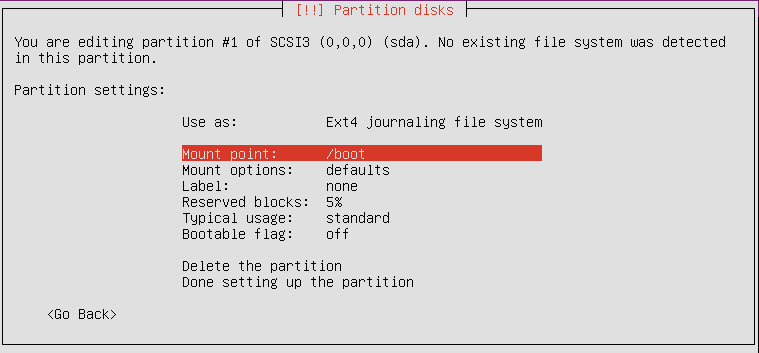 [!!] Partition disks
You are editing partition #1 of SCSI3 (0,0,0) (sda). No existing file system was detected
in this partition.
Partition settings:
Use as: Ext4 journaling file system
Mount point: /boot
Mount options: defaults
Label: none
Reserved blocks: 5%
Typical usage: standard
Bootable flag: off
Delete the partition
Done setting up the partition
<Go Back>